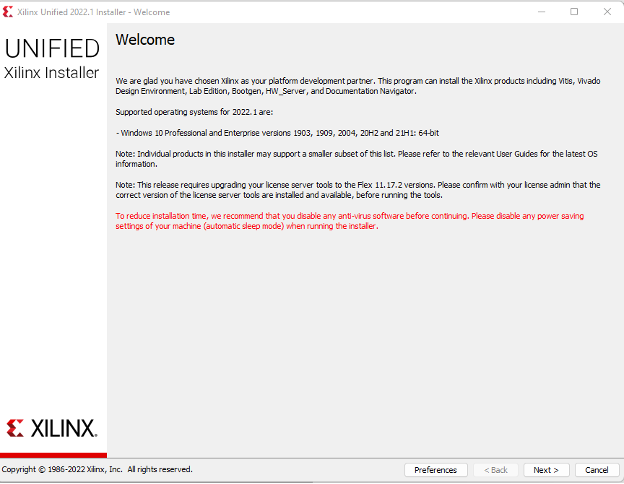 Xilinx Unified 2022.1 Installer - Welcome
UNIFIED
Xilinx Installer
Welcome
We are glad you have chosen Xilinx as your platform development partner. This program can install the Xilinx products including Vitis, Vivado
Design Environment, Lab Edition, Bootgen, HW_Server, and Documentation Navigator.
Supported operating systems for 2022.1 are:
- Windows 10 Professional and Enterprise versions 1903, 1909, 2004, 20H2 and 21H1: 64-bit
Note: Individual products in this installer may support a smaller subset of this list. Please refer to the relevant User Guides for the latest OS
information.
Note: This release requires upgrading your license server tools to the Flex 11.17.2 versions. Please confirm with your license admin that the
correct version of the license server tools are installed and available, before running the tools.
To reduce installation time, we recommend that you disable any anti-virus software before continuing. Please disable any power saving
settings of your machine (automatic sleep mode) when running the installer.
XILINX.
Copyright © 1986-2022 Xilinx, Inc. All rights reserved.
Preferences
< Back
Next >
Cancel